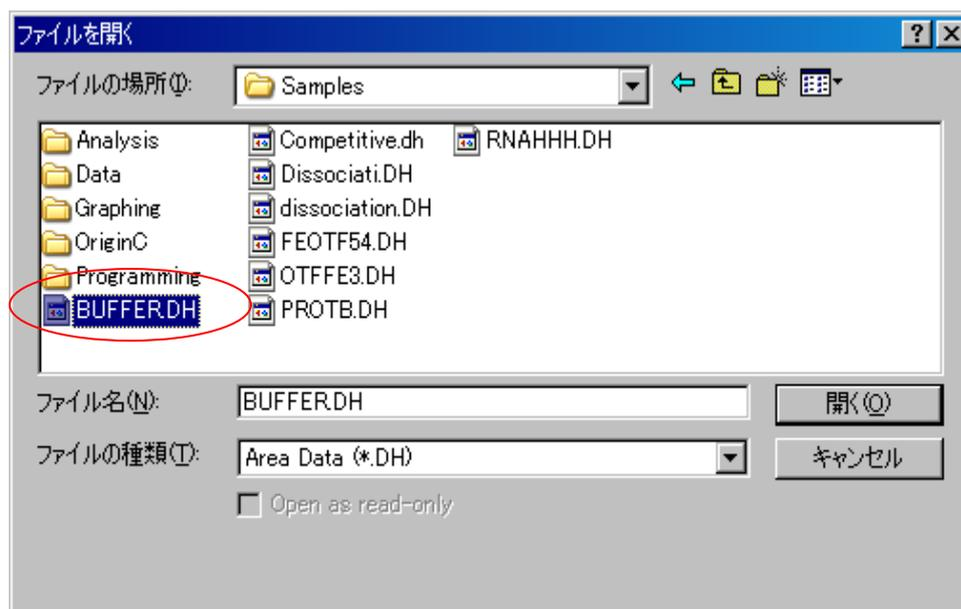 ファイルを開く
ファイルの場所(I):
Samples
Analysis
Data
Graphing
OriginC
Programming
BUFFER.DH
Competitive.dh
Dissociati.DH
dissociation.DH
FEOTF54.DH
OTFFE3.DH
PROTB.DH
RNAHHH.DH
ファイル名(N):
BUFFER.DH
開く(O)
ファイルの種類(T):
Area Data (*.DH)
キャンセル
Open as read-only